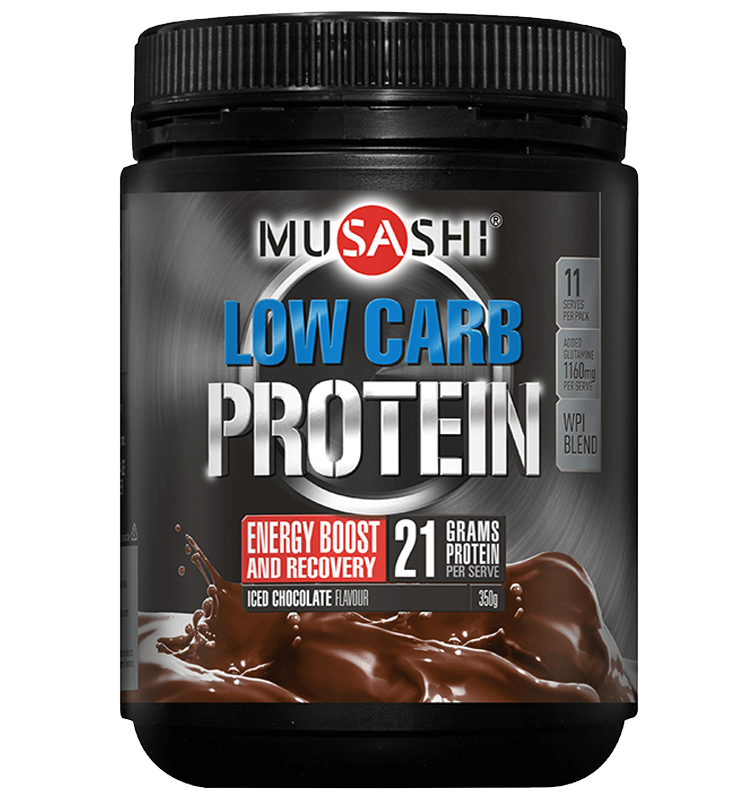 MUSASHI®
LOW CARB
PROTEIN
11
SERVES
PER PACK
ADDED
GLUTAMINE
1160mg
PER SERVE
WPI
BLEND
ENERGY BOOST
AND RECOVERY
21
GRAMS
PROTEIN
PER SERVE
ICED CHOCOLATE FLAVOUR
350g